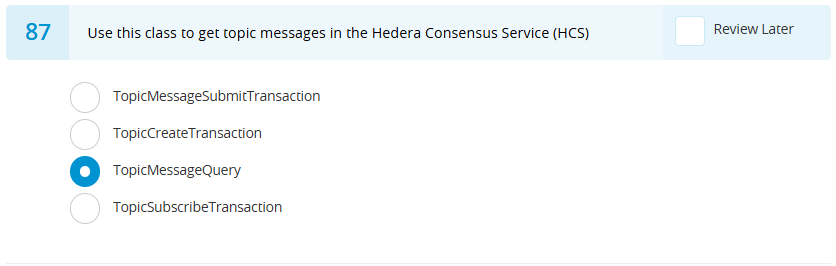 87 Use this class to get topic messages in the Hedera Consensus Service (HCS) Review Later
TopicMessageSubmitTransaction
TopicCreateTransaction
TopicMessageQuery
TopicSubscribeTransaction